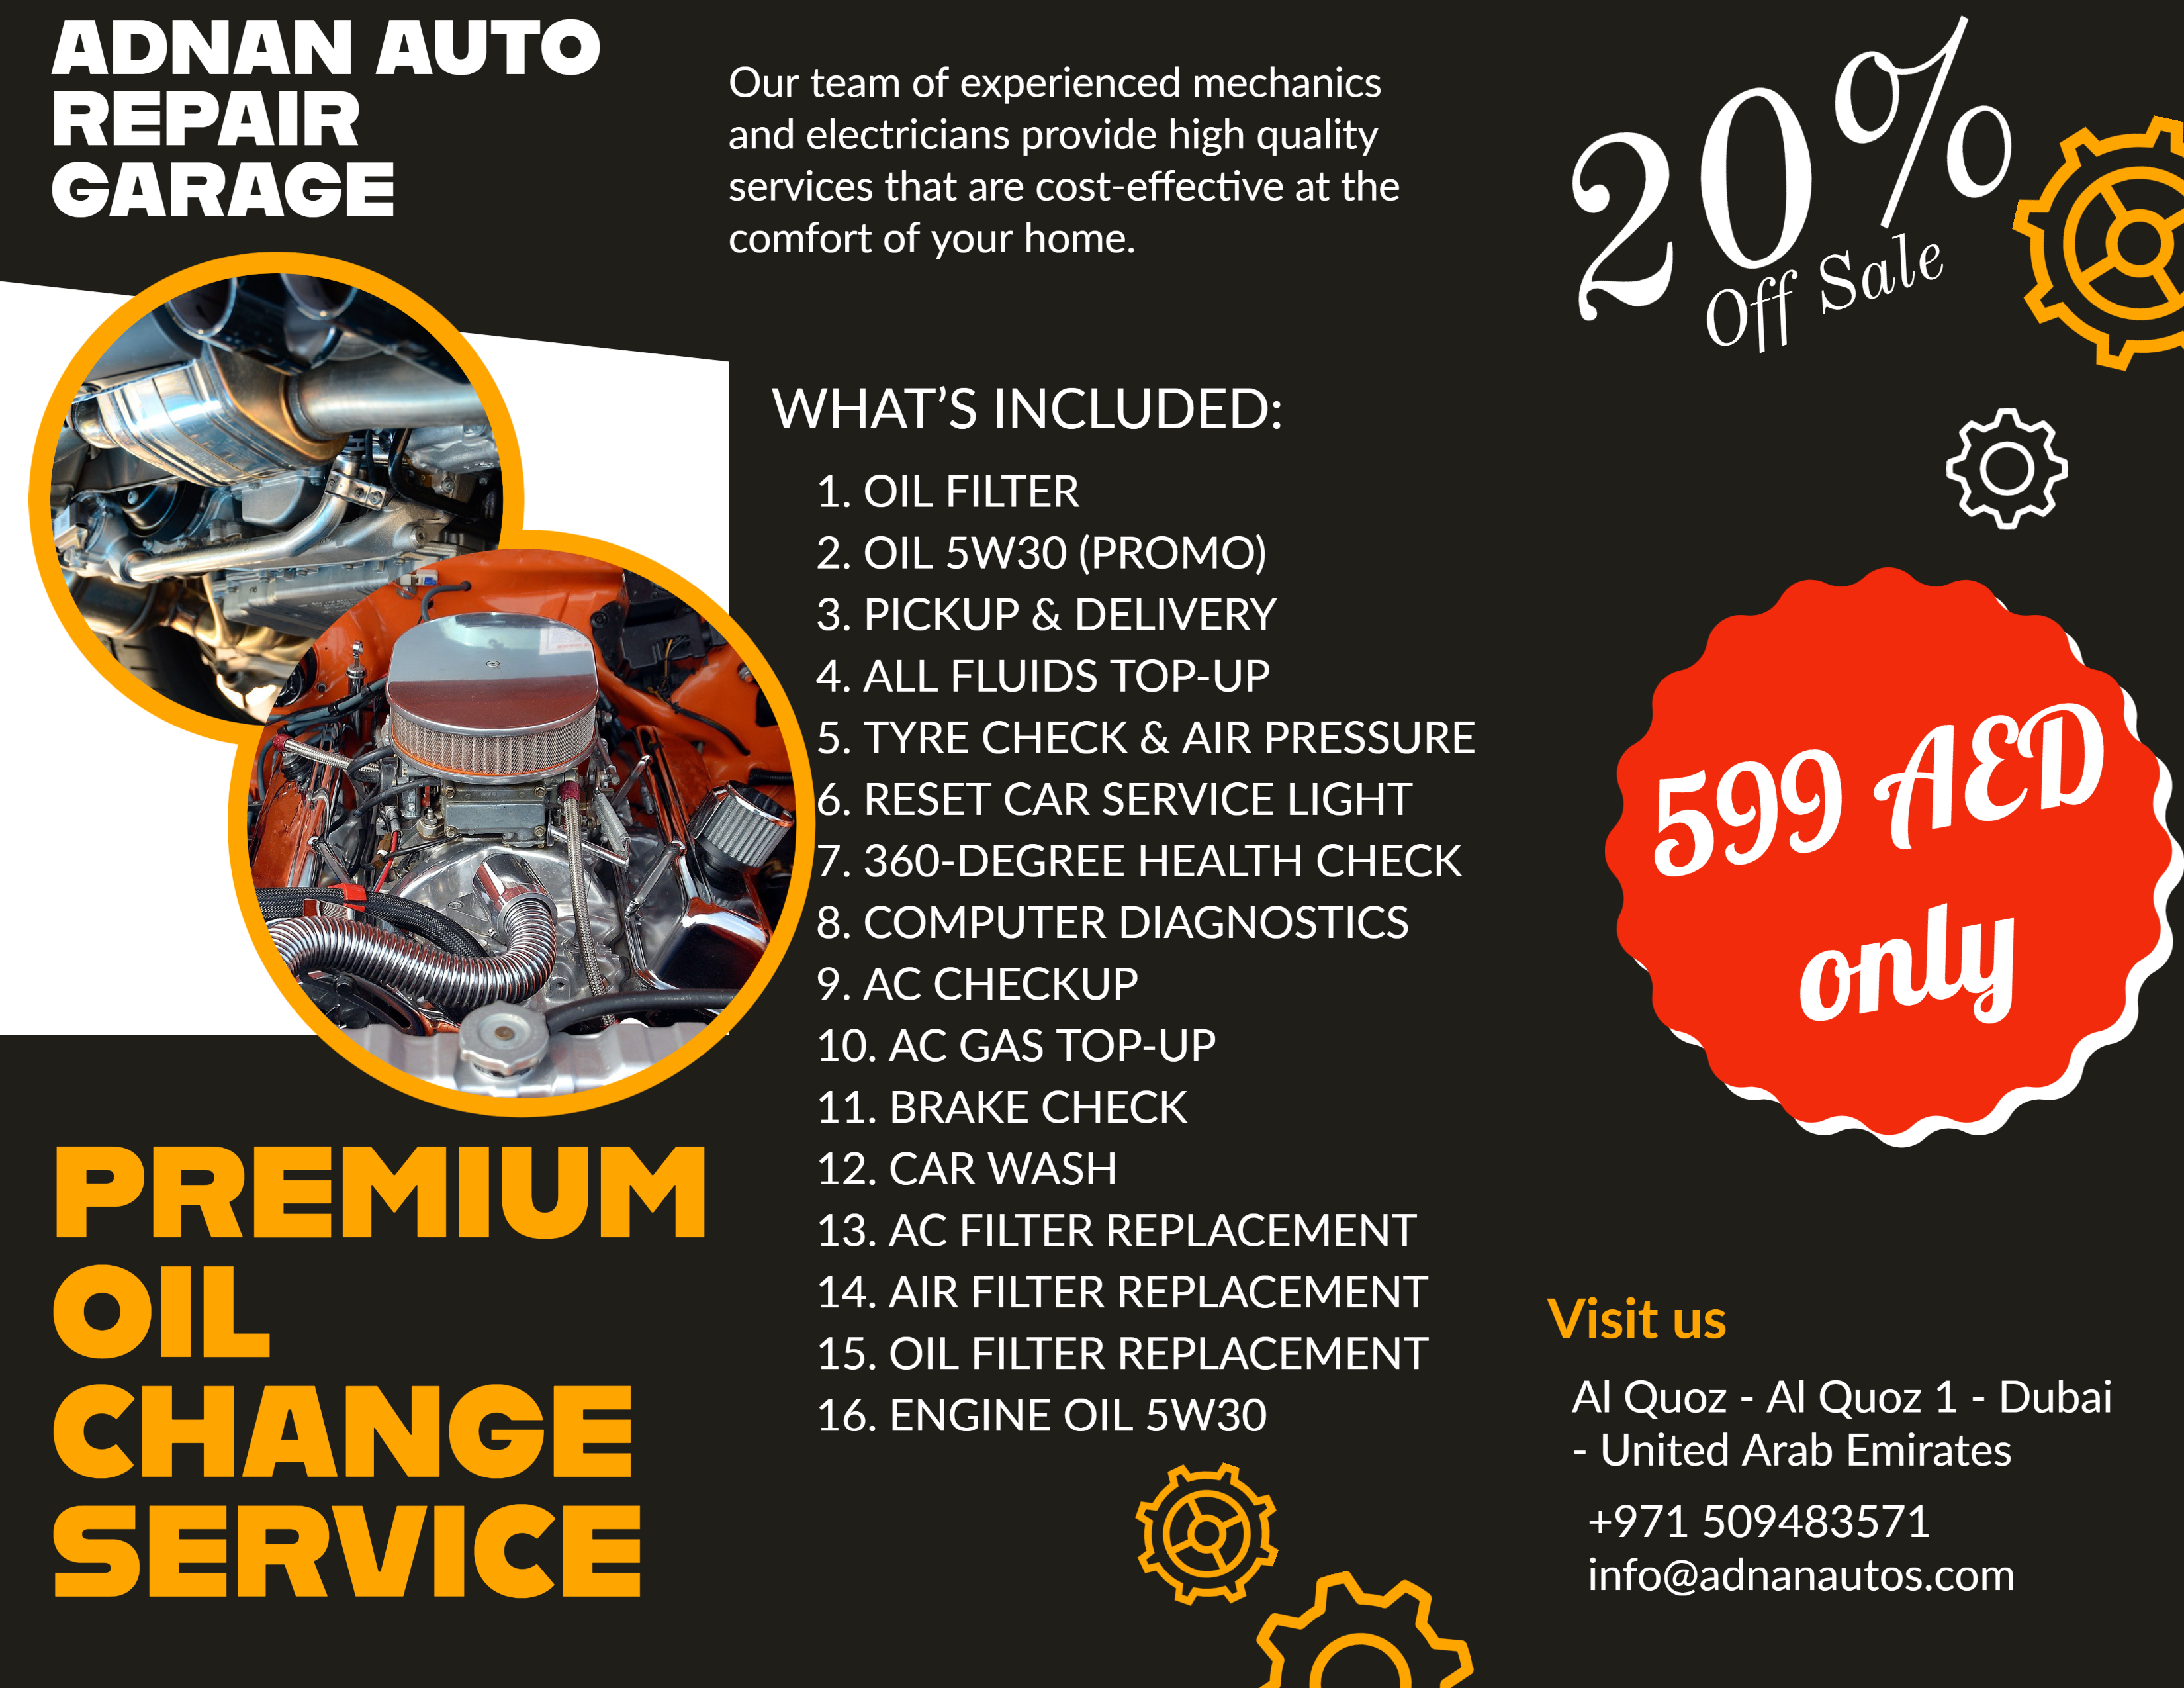 ADNAN AUTO
REPAIR
GARAGE
Our team of experienced mechanics
and electricians provide high quality
services that are cost-effective at the
comfort of your home.
20%
Off Sale
WHAT'S INCLUDED:
1. OIL FILTER
2. OIL 5W30 (PROMO)
3. PICKUP & DELIVERY
4. ALL FLUIDS TOP-UP
5. TYRE CHECK & AIR PRESSURE
6. RESET CAR SERVICE LIGHT
7. 360-DEGREE HEALTH CHECK
8. COMPUTER DIAGNOSTICS
9. AC CHECKUP
10. AC GAS TOP-UP
11. BRAKE CHECK
12. CAR WASH
13. AC FILTER REPLACEMENT
14. AIR FILTER REPLACEMENT
15. OIL FILTER REPLACEMENT
16. ENGINE OIL 5W30
599 AED
only
PREMIUM
OIL
CHANGE
SERVICE
Visit us
Al Quoz - Al Quoz 1 - Dubai
- United Arab Emirates
+971 509483571
info@adnanautos.com